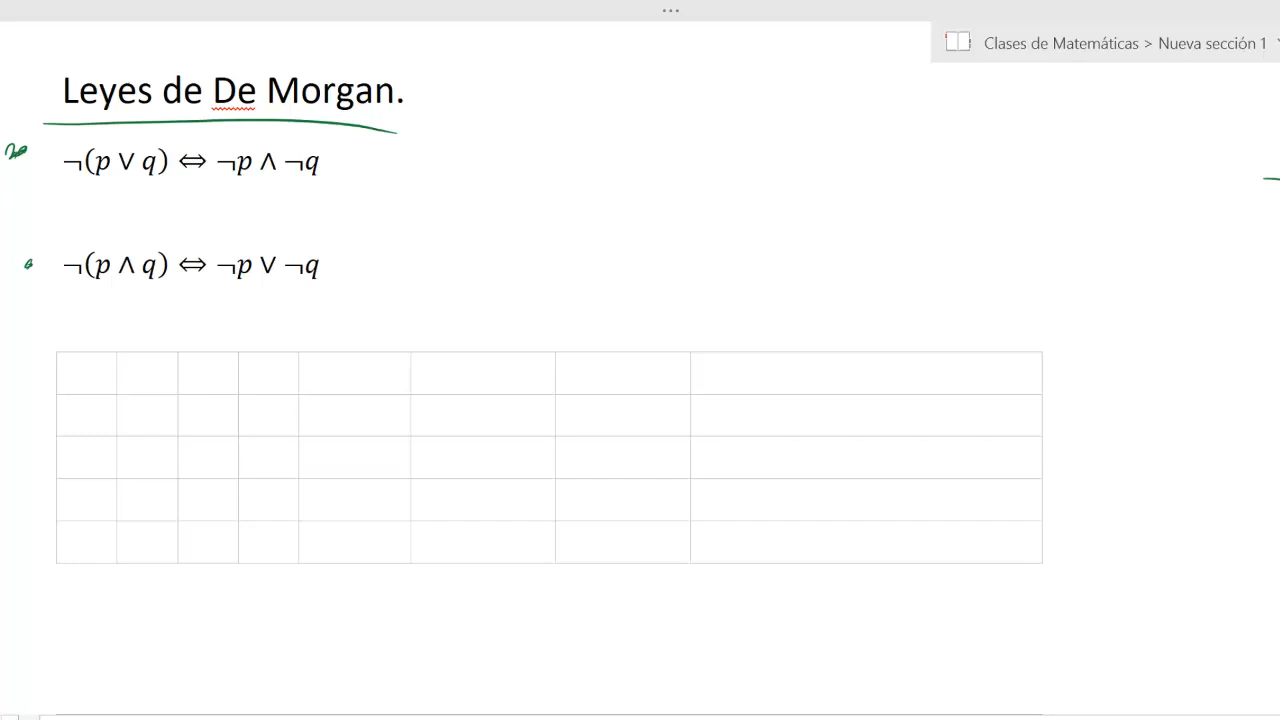 Clases de Matemáticas > Nueva sección 1
Leyes de De Morgan.
¬(p ∨ q) ⇔ ¬p ∧ ¬q
¬(p ∧ q) ⇔ ¬p ∨ ¬q